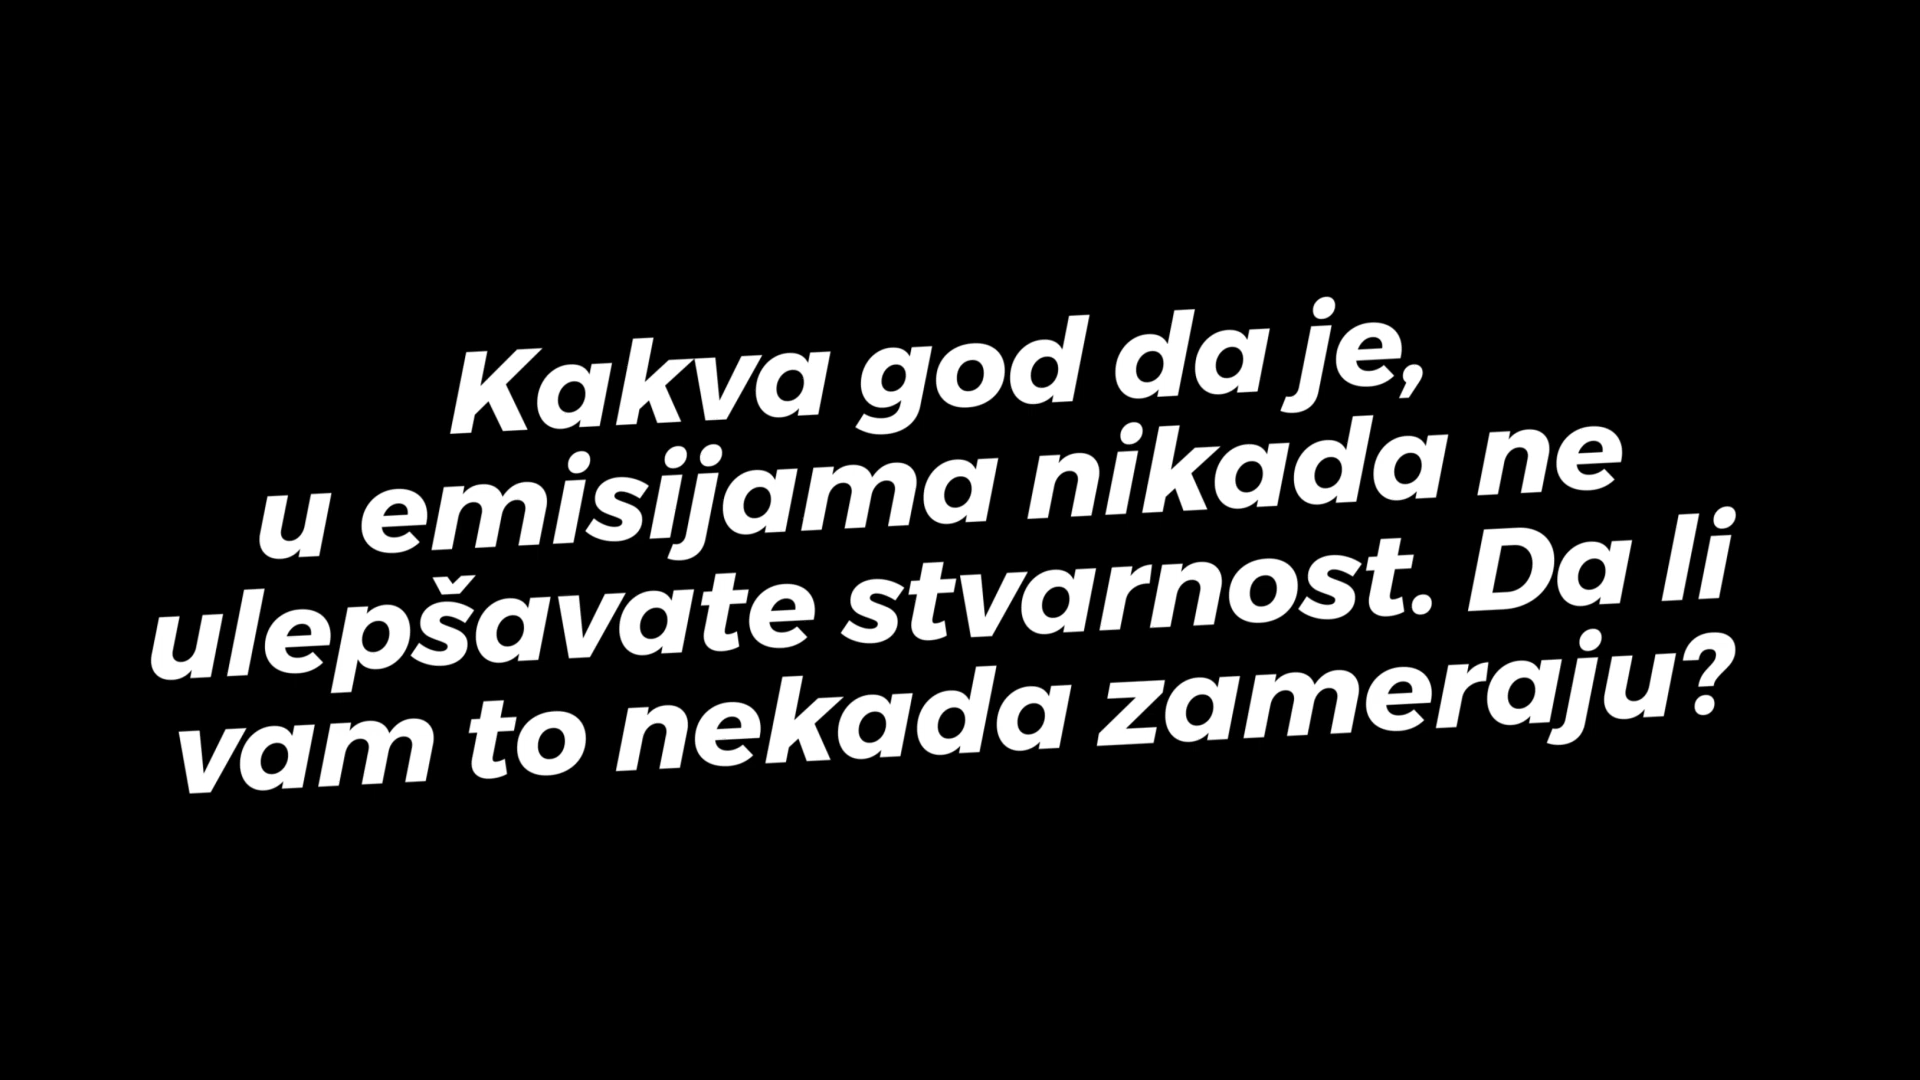 Kakva god da je,
u emisijama nikada ne
ulepšavate stvarnost. Da li
vam to nekada zameraju?